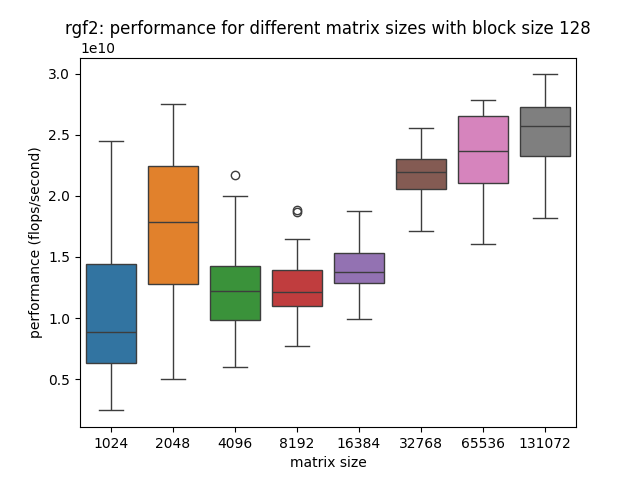 rgf2: performance for different matrix sizes with block size 128
1e10
3.0
2.5
2.0
1.5
1.0
0.5
performance (flops/second)
1024 2048 4096 8192 16384 32768 65536 131072
matrix size